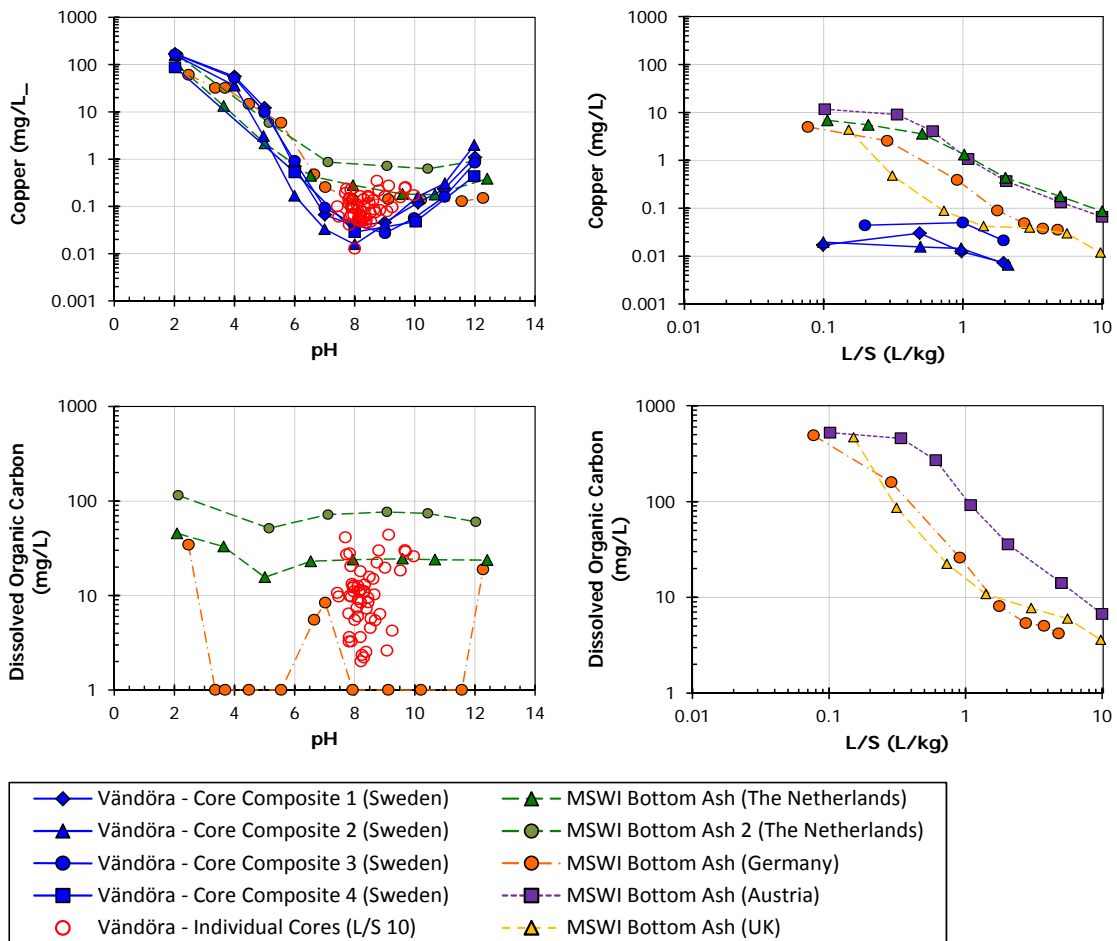 1000
100
10
1
0.1
0.01
0.001
Copper (mg/L_
0 2 4 6 8 10 12 14
pH
1000
100
10
1
0.1
0.01
0.001
Copper (mg/L)
0.01 0.1 1 10
L/S (L/kg)
1000
100
10
1
Dissolved Organic Carbon
(mg/L)
0 2 4 6 8 10 12 14
pH
1000
100
10
1
Dissolved Organic Carbon
(mg/L)
0.01 0.1 1 10
L/S (L/kg)
Vändöra - Core Composite 1 (Sweden)
Vändöra - Core Composite 2 (Sweden)
Vändöra - Core Composite 3 (Sweden)
Vändöra - Core Composite 4 (Sweden)
Vändöra - Individual Cores (L/S 10)
MSWI Bottom Ash (The Netherlands)
MSWI Bottom Ash 2 (The Netherlands)
MSWI Bottom Ash (Germany)
MSWI Bottom Ash (Austria)
MSWI Bottom Ash (UK)